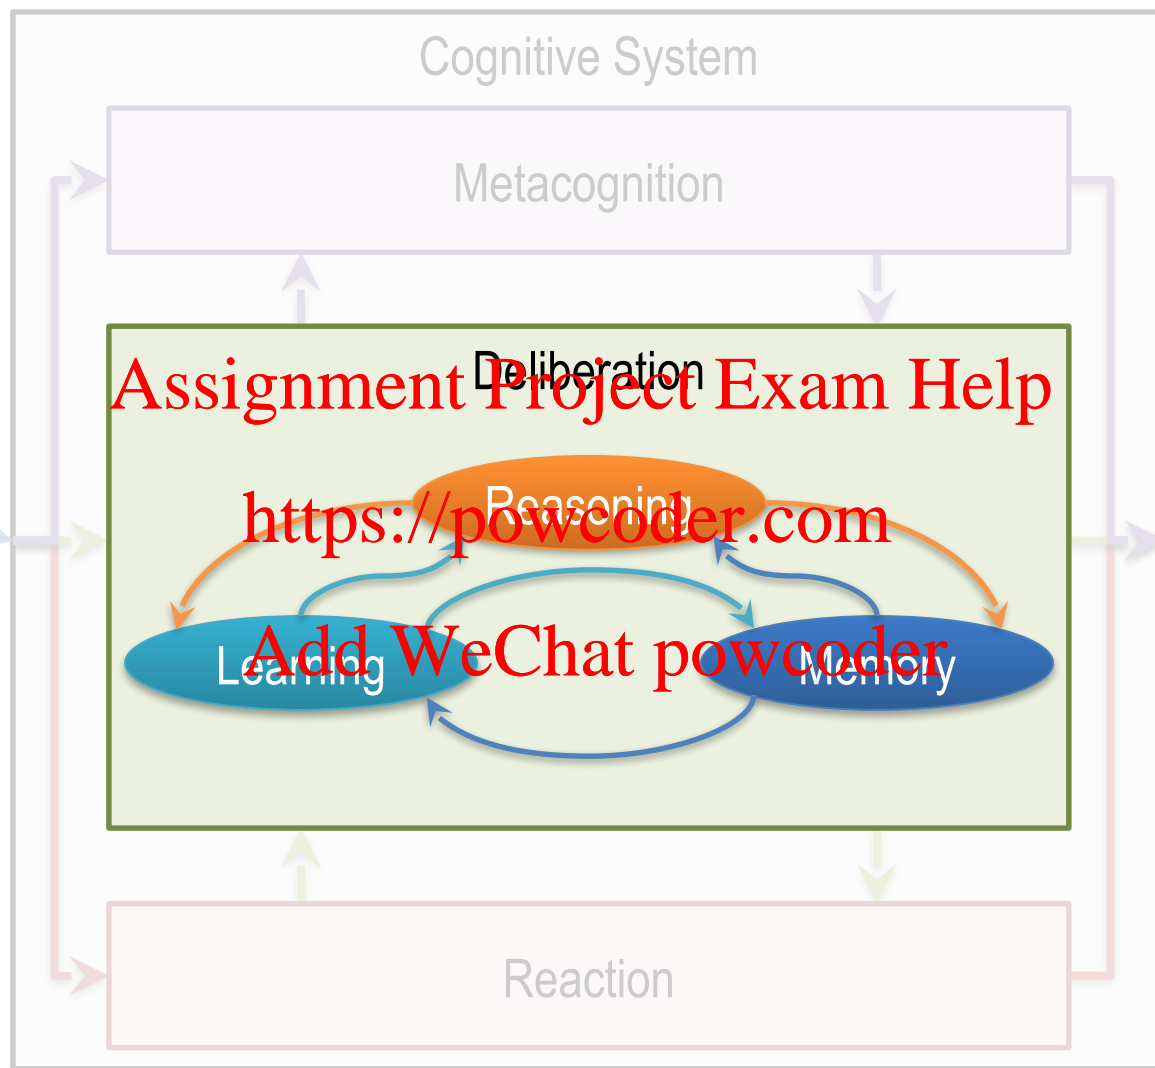 Cognitive System
Metacognition
Deliberation
Assignment Project Exam Help
Reasoning
https://powcoder.com
Learning
Add WeChat powcoder
Memory
Reaction